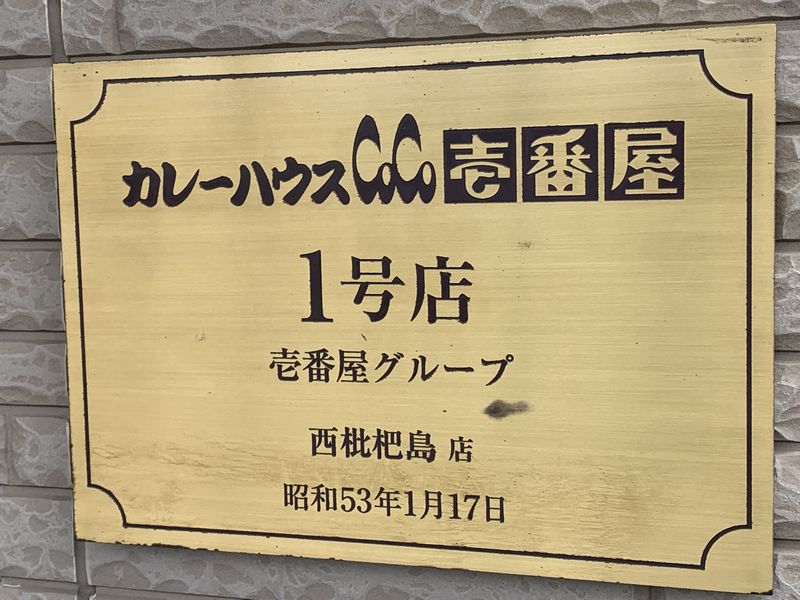 カレーハウスCoCo壱番屋
1号店
壱番屋グループ
西枇杷島 店
昭和53年1月17日